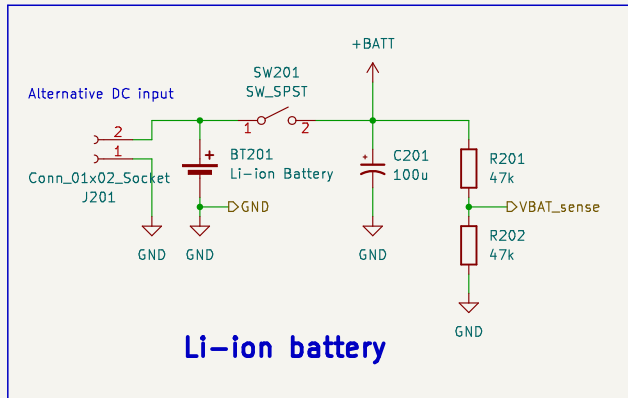 +BATT
SW201
SW_SPST
Alternative DC input
1
2
2
1
Conn_01x02_Socket
J201
BT201
Li-ion Battery
+
GND
C201
100u
+
R201
47k
VBAT_sense
R202
47k
GND
GND
GND
GND
Li-ion battery